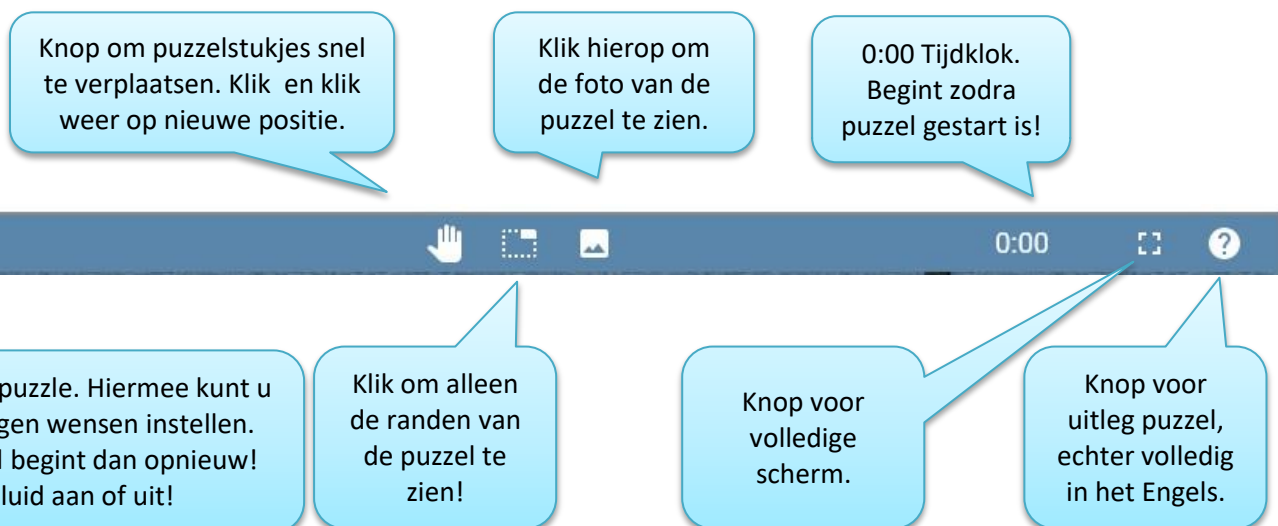 Knop om puzzelstukjes snel
te verplaatsen. Klik en klik
weer op nieuwe positie.
Klik hierop om
de foto van de
puzzel te zien.
0:00 Tijdklok.
Begint zodra
puzzel gestart is!
0:00
?
puzzle. Hiermee kunt u
gen wensen instellen.
begint dan opnieuw!
luid aan of uit!
Klik om alleen
de randen van
de puzzel te
zien!
Knop voor
volledige
scherm.
Knop voor
uitleg puzzel,
echter volledig
in het Engels.